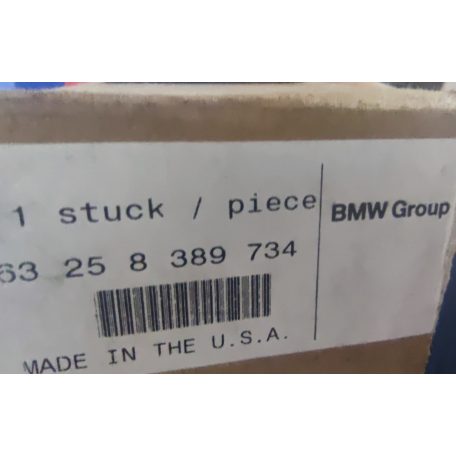 1 stuck / piece
BMW Group
63 25 8 389 734
MADE IN THE U.S.A.